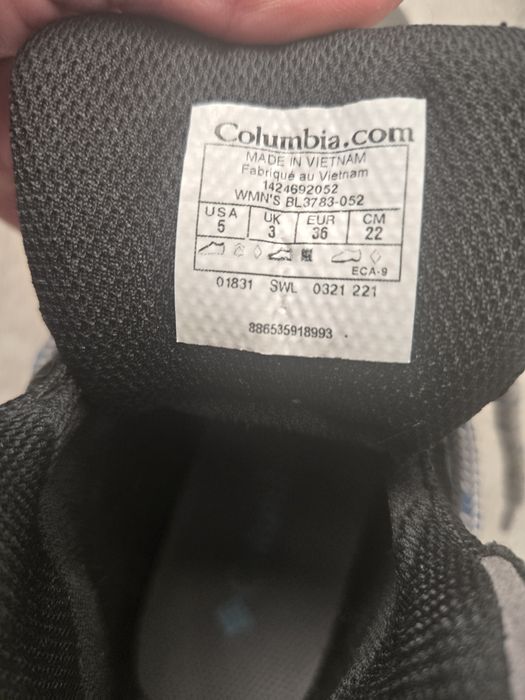 Columbia.com
MADE IN VIETNAM
Fabriqué au Vietnam
1424692052
WMN'S BL3783-052
USA UK EUR CM
5 3 36 22
ECA-9
01831 SWL 0321 221
886535918993